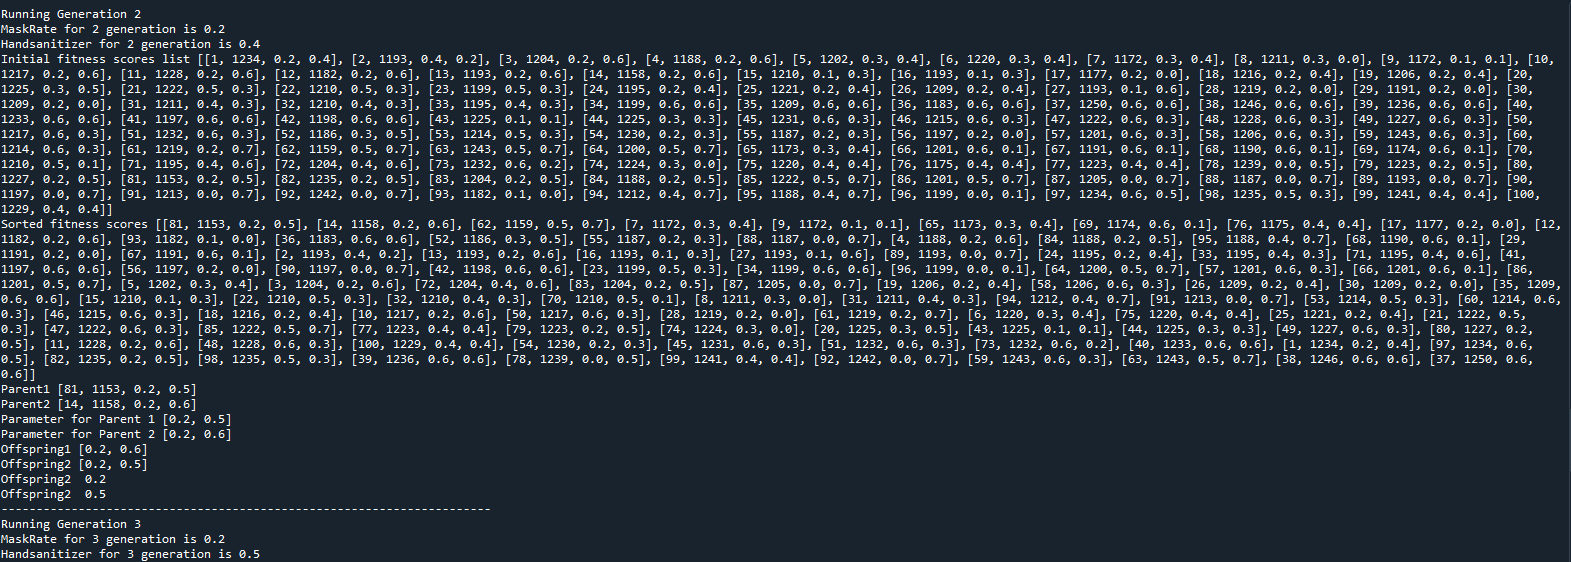 Running Generation 2
MaskRate for 2 generation is 0.2
Handsanitizer for 2 generation is 0.4
Initial fitness scores list [[1, 1234, 0.2, 0.4], [2, 1193, 0.4, 0.2], [3, 1204, 0.2, 0.6], [4, 1188, 0.2, 0.6], [5, 1202, 0.3, 0.4], [6, 1220, 0.3, 0.4], [7, 1172, 0.3, 0.4], [8, 1211, 0.3, 0.0], [9, 1172, 0.1, 0.1], [10,
1217, 0.2, 0.6], [11, 1228, 0.2, 0.6], [12, 1182, 0.2, 0.6], [13, 1193, 0.2, 0.6], [14, 1158, 0.2, 0.6], [15, 1210, 0.1, 0.3], [16, 1193, 0.1, 0.3], [17, 1177, 0.2, 0.0], [18, 1216, 0.2, 0.4], [19, 1206, 0.2, 0.4], [20,
1225, 0.3, 0.5], [21, 1222, 0.5, 0.3], [22, 1210, 0.5, 0.3], [23, 1199, 0.5, 0.3], [24, 1195, 0.2, 0.4], [25, 1221, 0.2, 0.4], [26, 1209, 0.2, 0.4], [27, 1193, 0.1, 0.6], [28, 1219, 0.2, 0.0], [29, 1191, 0.2, 0.0], [30,
1209, 0.2, 0.0], [31, 1211, 0.4, 0.3], [32, 1210, 0.4, 0.3], [33, 1195, 0.4, 0.3], [34, 1199, 0.6, 0.6], [35, 1209, 0.6, 0.6], [36, 1183, 0.6, 0.6], [37, 1250, 0.6, 0.6], [38, 1246, 0.6, 0.6], [39, 1236, 0.6, 0.6], [40,
1233, 0.6, 0.6], [41, 1197, 0.6, 0.6], [42, 1198, 0.6, 0.6], [43, 1225, 0.1, 0.1], [44, 1225, 0.3, 0.3], [45, 1231, 0.6, 0.3], [46, 1215, 0.6, 0.3], [47, 1222, 0.6, 0.3], [48, 1228, 0.6, 0.3], [49, 1227, 0.6, 0.3], [50,
1217, 0.6, 0.3], [51, 1232, 0.6, 0.3], [52, 1186, 0.3, 0.5], [53, 1214, 0.5, 0.3], [54, 1230, 0.2, 0.3], [55, 1187, 0.2, 0.3], [56, 1197, 0.2, 0.0], [57, 1201, 0.6, 0.3], [58, 1206, 0.6, 0.3], [59, 1243, 0.6, 0.3], [60,
1214, 0.6, 0.3], [61, 1219, 0.2, 0.7], [62, 1159, 0.5, 0.7], [63, 1243, 0.5, 0.7], [64, 1200, 0.5, 0.7], [65, 1173, 0.3, 0.4], [66, 1201, 0.6, 0.1], [67, 1191, 0.6, 0.1], [68, 1190, 0.6, 0.1], [69, 1174, 0.6, 0.1], [70,
1210, 0.5, 0.1], [71, 1195, 0.4, 0.6], [72, 1204, 0.4, 0.6], [73, 1232, 0.6, 0.2], [74, 1224, 0.3, 0.0], [75, 1220, 0.4, 0.4], [76, 1175, 0.4, 0.4], [77, 1223, 0.4, 0.4], [78, 1239, 0.0, 0.5], [79, 1223, 0.2, 0.5], [80,
1227, 0.2, 0.5], [81, 1153, 0.2, 0.5], [82, 1235, 0.2, 0.5], [83, 1204, 0.2, 0.5], [84, 1188, 0.2, 0.5], [85, 1222, 0.5, 0.7], [86, 1201, 0.5, 0.7], [87, 1205, 0.0, 0.7], [88, 1187, 0.0, 0.7], [89, 1193, 0.0, 0.7], [90,
1197, 0.0, 0.7], [91, 1213, 0.0, 0.7], [92, 1242, 0.0, 0.7], [93, 1182, 0.1, 0.0], [94, 1212, 0.4, 0.7], [95, 1188, 0.4, 0.7], [96, 1199, 0.0, 0.1], [97, 1234, 0.6, 0.5], [98, 1235, 0.5, 0.3], [99, 1241, 0.4, 0.4], [100,
1229, 0.4, 0.4]]
Sorted fitness scores [[81, 1153, 0.2, 0.5], [14, 1158, 0.2, 0.6], [62, 1159, 0.5, 0.7], [7, 1172, 0.3, 0.4], [9, 1172, 0.1, 0.1], [65, 1173, 0.3, 0.4], [69, 1174, 0.6, 0.1], [76, 1175, 0.4, 0.4], [17, 1177, 0.2, 0.0], [12,
1182, 0.2, 0.6], [93, 1182, 0.1, 0.0], [36, 1183, 0.6, 0.6], [52, 1186, 0.3, 0.5], [55, 1187, 0.2, 0.3], [88, 1187, 0.0, 0.7], [4, 1188, 0.2, 0.6], [84, 1188, 0.2, 0.5], [95, 1188, 0.4, 0.7], [68, 1190, 0.6, 0.1], [29,
1191, 0.2, 0.0], [67, 1191, 0.6, 0.1], [2, 1193, 0.4, 0.2], [13, 1193, 0.2, 0.6], [16, 1193, 0.1, 0.3], [27, 1193, 0.1, 0.6], [89, 1193, 0.0, 0.7], [24, 1195, 0.2, 0.4], [33, 1195, 0.4, 0.3], [71, 1195, 0.4, 0.6], [41,
1197, 0.6, 0.6], [56, 1197, 0.2, 0.0], [90, 1197, 0.0, 0.7], [42, 1198, 0.6, 0.6], [23, 1199, 0.5, 0.3], [34, 1199, 0.6, 0.6], [96, 1199, 0.0, 0.1], [64, 1200, 0.5, 0.7], [57, 1201, 0.6, 0.3], [66, 1201, 0.6, 0.1], [86,
1201, 0.5, 0.7], [5, 1202, 0.3, 0.4], [3, 1204, 0.2, 0.6], [72, 1204, 0.4, 0.6], [83, 1204, 0.2, 0.5], [87, 1205, 0.0, 0.7], [19, 1206, 0.2, 0.4], [58, 1206, 0.6, 0.3], [26, 1209, 0.2, 0.4], [30, 1209, 0.2, 0.0], [35, 1209,
0.6, 0.6], [15, 1210, 0.1, 0.3], [22, 1210, 0.5, 0.3], [32, 1210, 0.4, 0.3], [70, 1210, 0.5, 0.1], [8, 1211, 0.3, 0.0], [31, 1211, 0.4, 0.3], [94, 1212, 0.4, 0.7], [91, 1213, 0.0, 0.7], [53, 1214, 0.5, 0.3], [60, 1214, 0.6,
0.3], [46, 1215, 0.6, 0.3], [18, 1216, 0.2, 0.4], [10, 1217, 0.2, 0.6], [50, 1217, 0.6, 0.3], [28, 1219, 0.2, 0.0], [61, 1219, 0.2, 0.7], [6, 1220, 0.3, 0.4], [75, 1220, 0.4, 0.4], [25, 1221, 0.2, 0.4], [21, 1222, 0.5,
0.3], [47, 1222, 0.6, 0.3], [85, 1222, 0.5, 0.7], [77, 1223, 0.4, 0.4], [79, 1223, 0.2, 0.5], [74, 1224, 0.3, 0.0], [20, 1225, 0.3, 0.5], [43, 1225, 0.1, 0.1], [44, 1225, 0.3, 0.3], [49, 1227, 0.6, 0.3], [80, 1227, 0.2,
0.5], [11, 1228, 0.2, 0.6], [48, 1228, 0.6, 0.3], [100, 1229, 0.4, 0.4], [54, 1230, 0.2, 0.3], [45, 1231, 0.6, 0.3], [51, 1232, 0.6, 0.3], [73, 1232, 0.6, 0.2], [40, 1233, 0.6, 0.6], [1, 1234, 0.2, 0.4], [97, 1234, 0.6,
0.5], [82, 1235, 0.2, 0.5], [98, 1235, 0.5, 0.3], [39, 1236, 0.6, 0.6], [78, 1239, 0.0, 0.5], [99, 1241, 0.4, 0.4], [92, 1242, 0.0, 0.7], [59, 1243, 0.6, 0.3], [63, 1243, 0.5, 0.7], [38, 1246, 0.6, 0.6], [37, 1250, 0.6,
0.6]]
Parent1 [81, 1153, 0.2, 0.5]
Parent2 [14, 1158, 0.2, 0.6]
Parameter for Parent 1 [0.2, 0.5]
Parameter for Parent 2 [0.2, 0.6]
Offspring1 [0.2, 0.6]
Offspring2 [0.2, 0.5]
Offspring2  0.2
Offspring2  0.5
----------------------------------------------------------------------
Running Generation 3
MaskRate for 3 generation is 0.2
Handsanitizer for 3 generation is 0.5